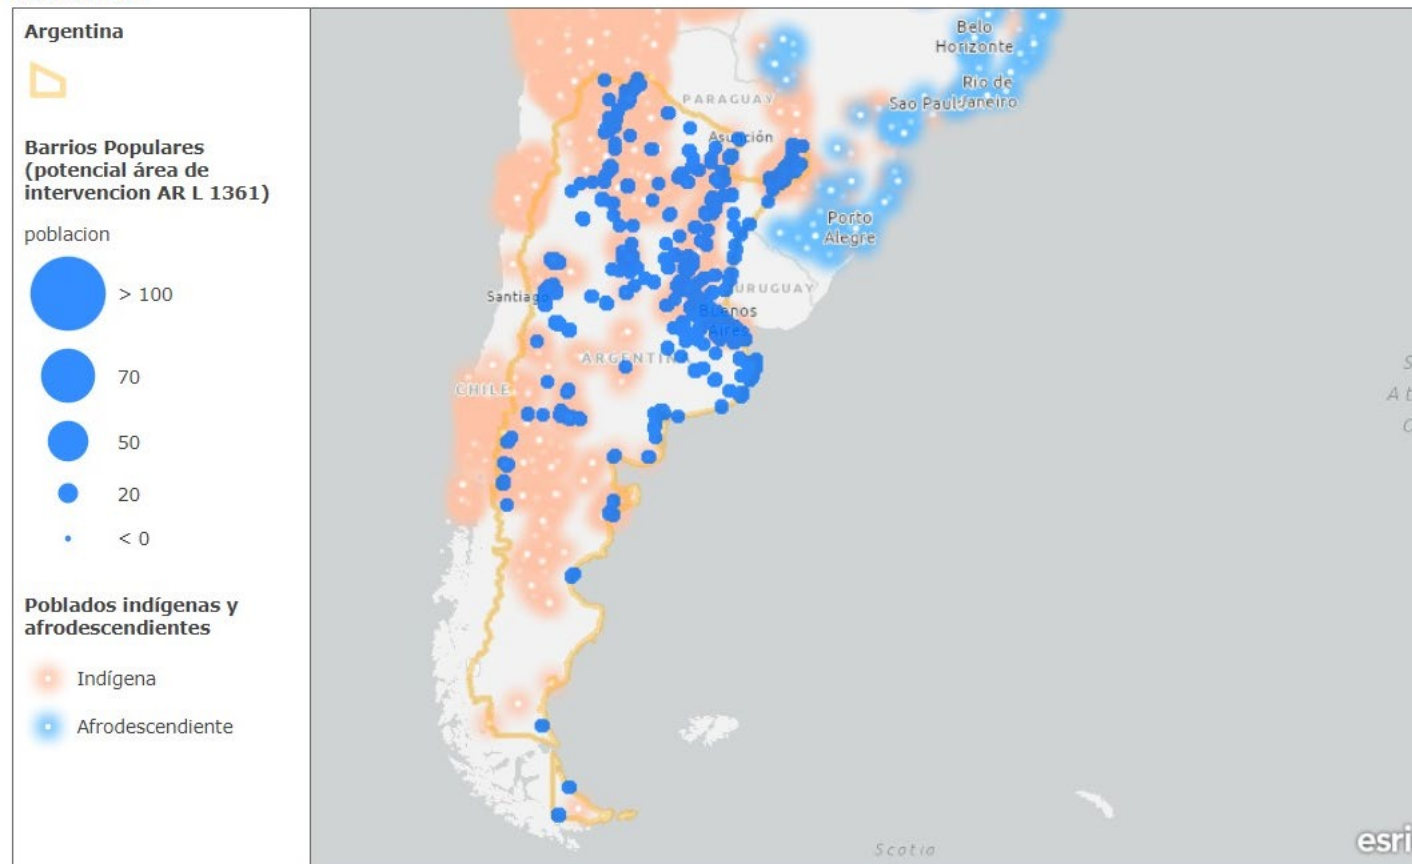 Argentina
Barrios Populares
(potencial área de
intervencion AR L 1361)
poblacion
> 100
70
50
20
< 0
Poblados indígenas y
afrodescendientes
Indígena
Afrodescendiente
Belo
Horizonte
Rio de
Janeiro
Sao Paul
PARAGUAY
Asunción
Porto
Alegre
Santiago
URUGUAY
Buenos
Aires
ARGENTINA
CHILE
Scotia
esri